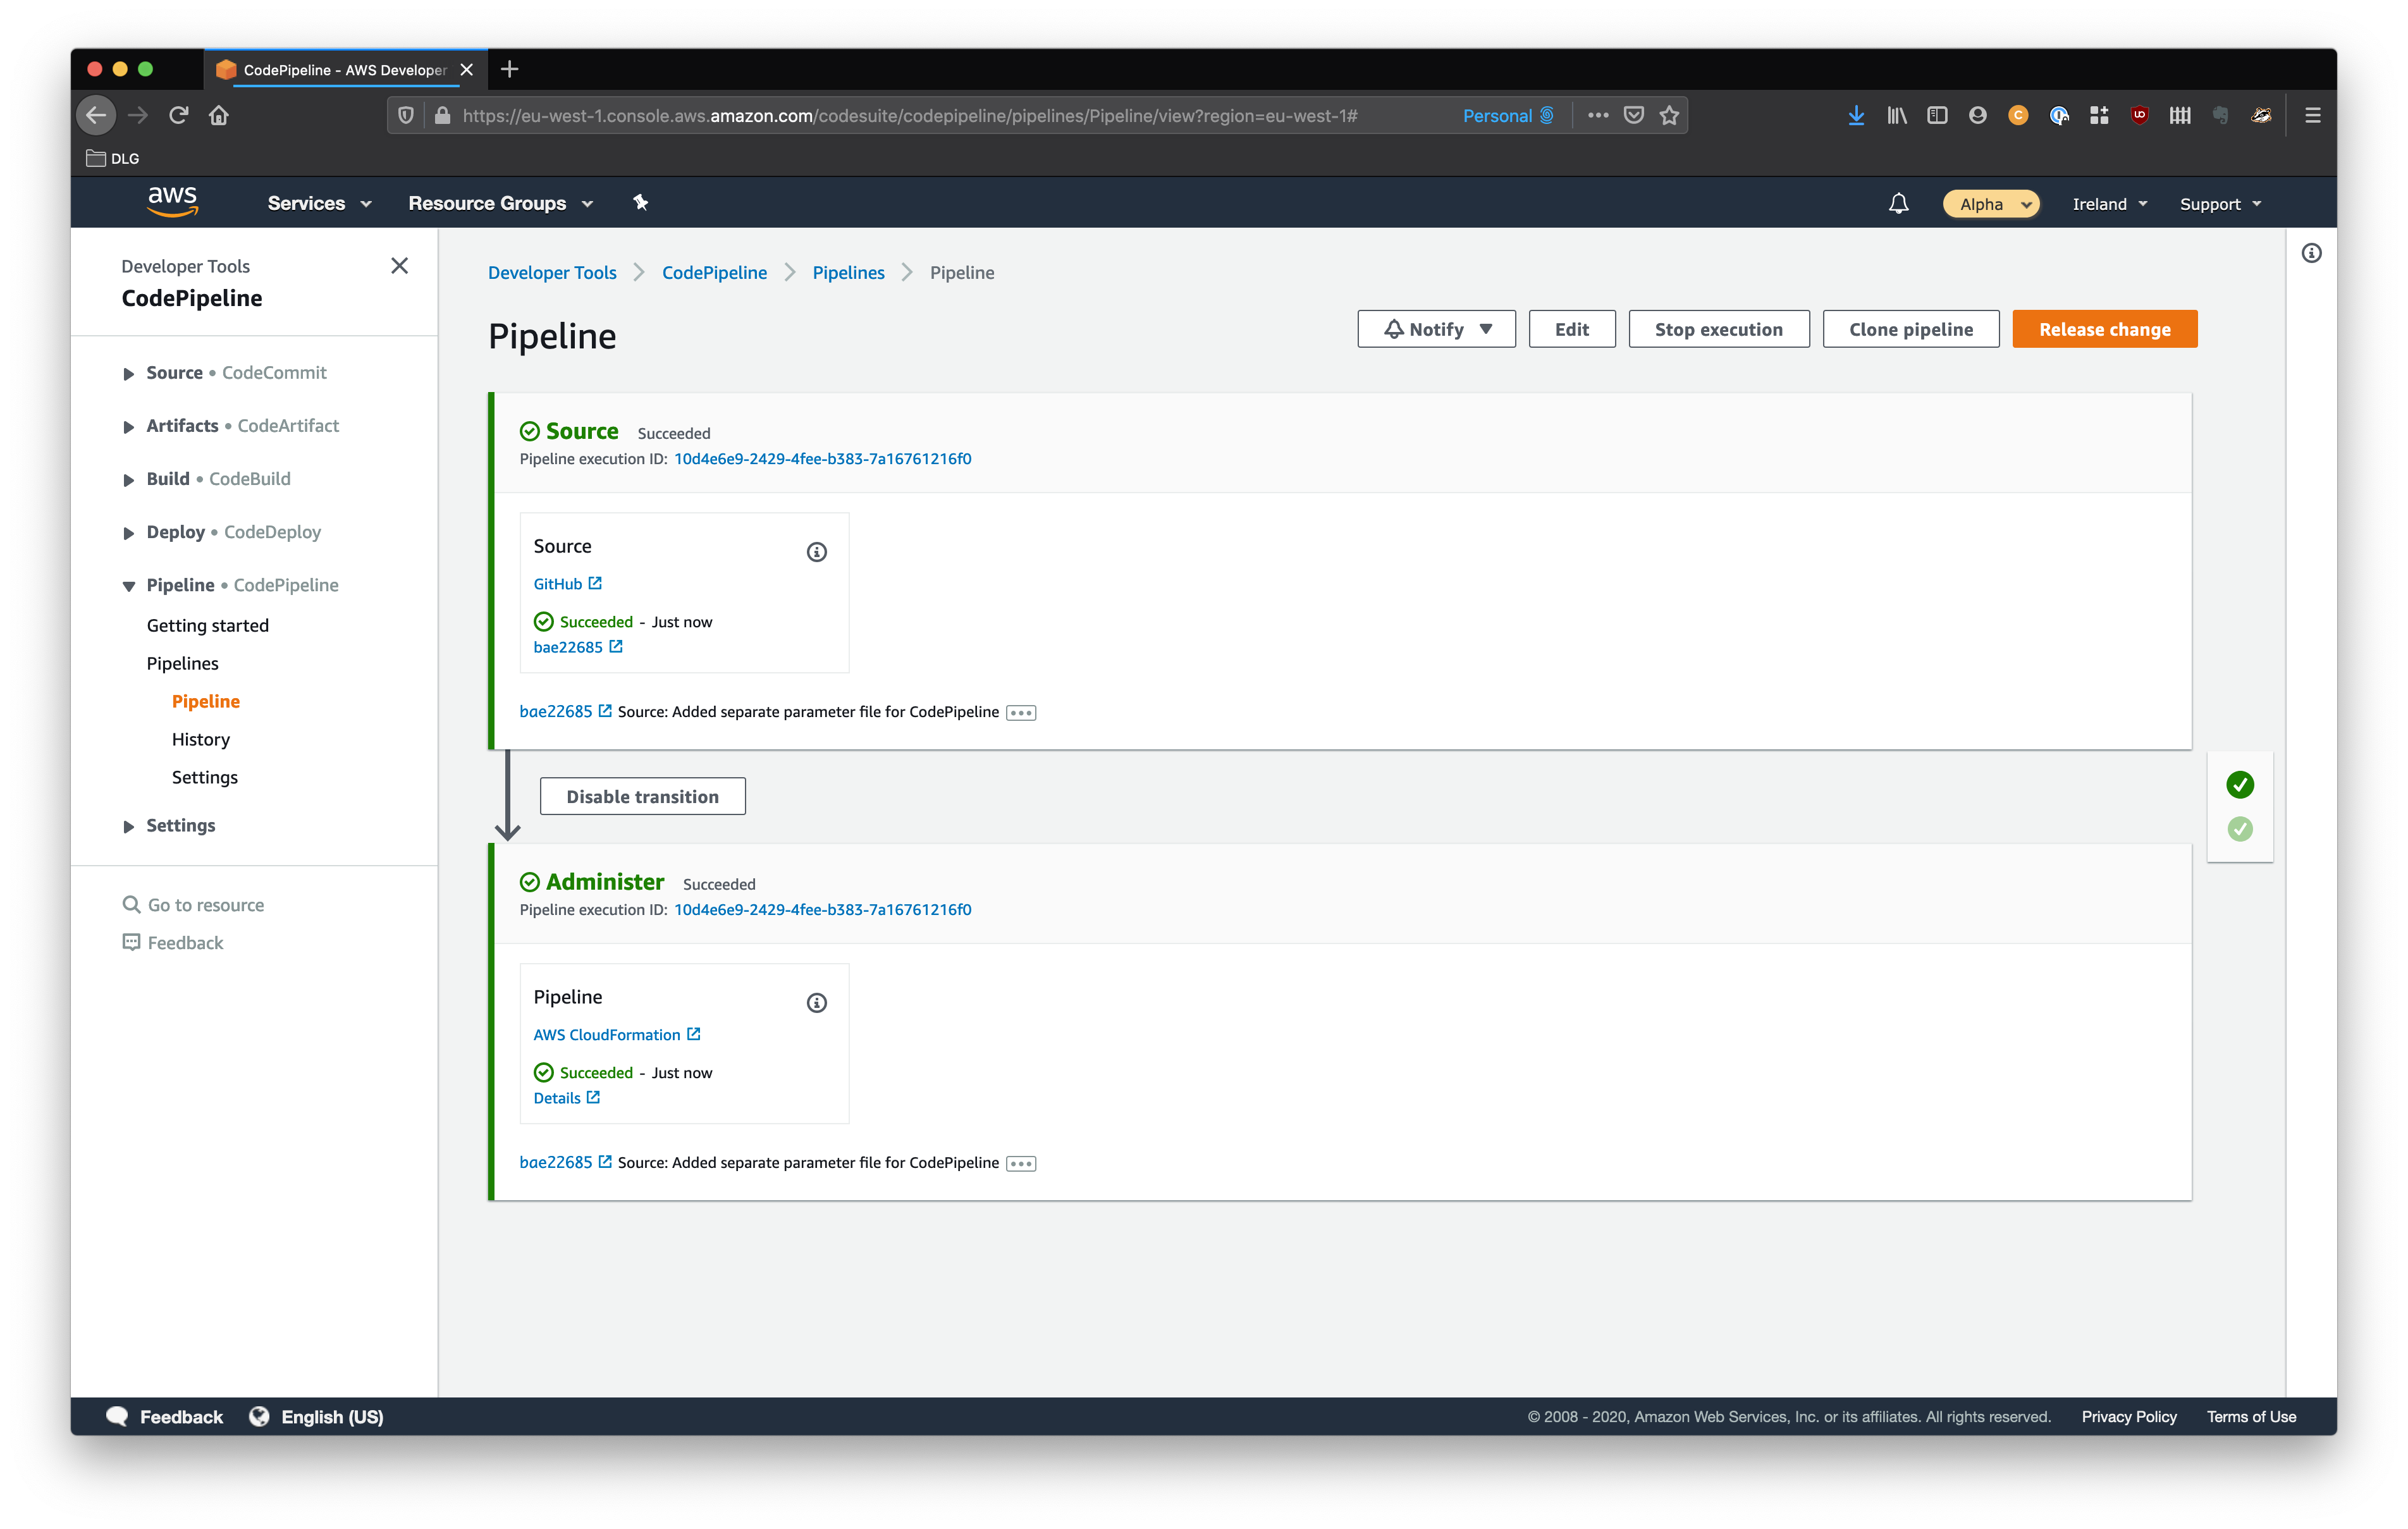 CodePipeline - AWS Developer
https://eu-west-1.console.aws.amazon.com/codesuite/codepipeline/pipelines/Pipeline/view?region=eu-west-1#
Personal
DLG
aws
Services
Resource Groups
Alpha
Ireland
Support
Developer Tools
CodePipeline
Source • CodeCommit
Artifacts • CodeArtifact
Build • CodeBuild
Deploy • CodeDeploy
Pipeline • CodePipeline
Getting started
Pipelines
Pipeline
History
Settings
Settings
Go to resource
Feedback
Developer Tools > CodePipeline > Pipelines > Pipeline
Pipeline
Notify
Edit
Stop execution
Clone pipeline
Release change
Source Succeeded
Pipeline execution ID: 10d4e6e9-2429-4fee-b383-7a16761216f0
Source
GitHub
Succeeded - Just now
bae22685
bae22685 Source: Added separate parameter file for CodePipeline
Disable transition
Administer Succeeded
Pipeline execution ID: 10d4e6e9-2429-4fee-b383-7a16761216f0
Pipeline
AWS CloudFormation
Succeeded - Just now
Details
bae22685 Source: Added separate parameter file for CodePipeline
Feedback
English (US)
© 2008 - 2020, Amazon Web Services, Inc. or its affiliates. All rights reserved.
Privacy Policy
Terms of Use